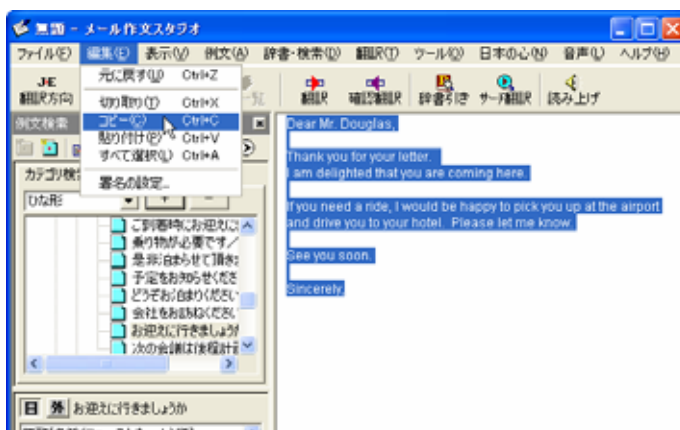 無題 - メール作文スタジオ
ファイル(F) 編集(E) 表示(V) 例文(A) 辞書・検索(D) 翻訳(T) ツール(Q) 日本の心(N) 音声(L) ヘルプ(H)
元に戻す(U) Ctrl+Z
切り取り(T) Ctrl+X
コピー(C) Ctrl+C
貼り付け(P) Ctrl+V
すべて選択(L) Ctrl+A
署名の設定...
J-E
翻訳方向
翻訳 確認翻訳 辞書引き サーチ翻訳 読み上げ
例文検索
カテゴリ検
ひな形
ご到着時にお迎えに
乗り物が必要です/
是非泊まらせて頂き
予定をお知らせくださ
どうぞお泊まりください
会社をお訪ねください
お迎えに行きましょうか
次の会議は後程計
日 外 お迎えに行きましょうか
Dear Mr. Douglas,
Thank you for your letter.
I am delighted that you are coming here.
If you need a ride, I would be happy to pick you up at the airport
and drive you to your hotel. Please let me know.
See you soon.
Sincerely,